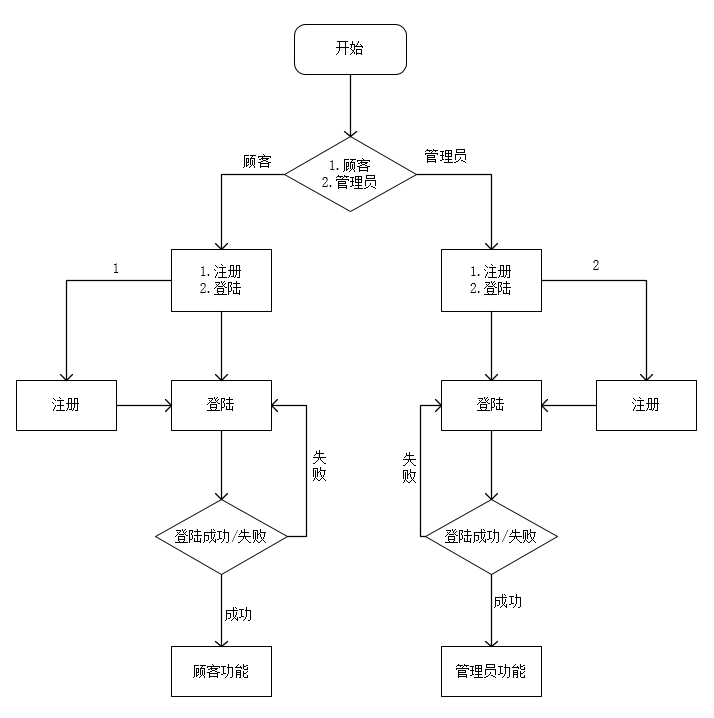 开始
顾客
管理员
1.顾客
2.管理员
1
1.注册
2.登陆
1.注册
2.登陆
2
注册
登陆
登陆
注册
失败
失败
登陆成功/失败
登陆成功/失败
成功
成功
顾客功能
管理员功能